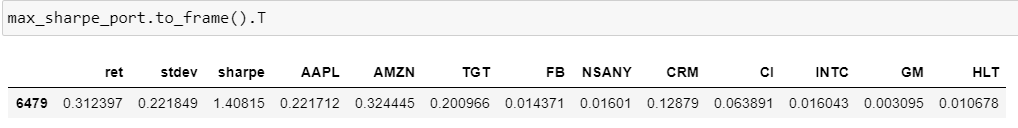 max_sharpe_port.to_frame().T
ret stdev sharpe AAPL AMZN TGT FB NSANY CRM CI INTC GM HLT
6479 0.312397 0.221849 1.40815 0.221712 0.324445 0.200966 0.014371 0.01601 0.12879 0.063891 0.016043 0.003095 0.010678